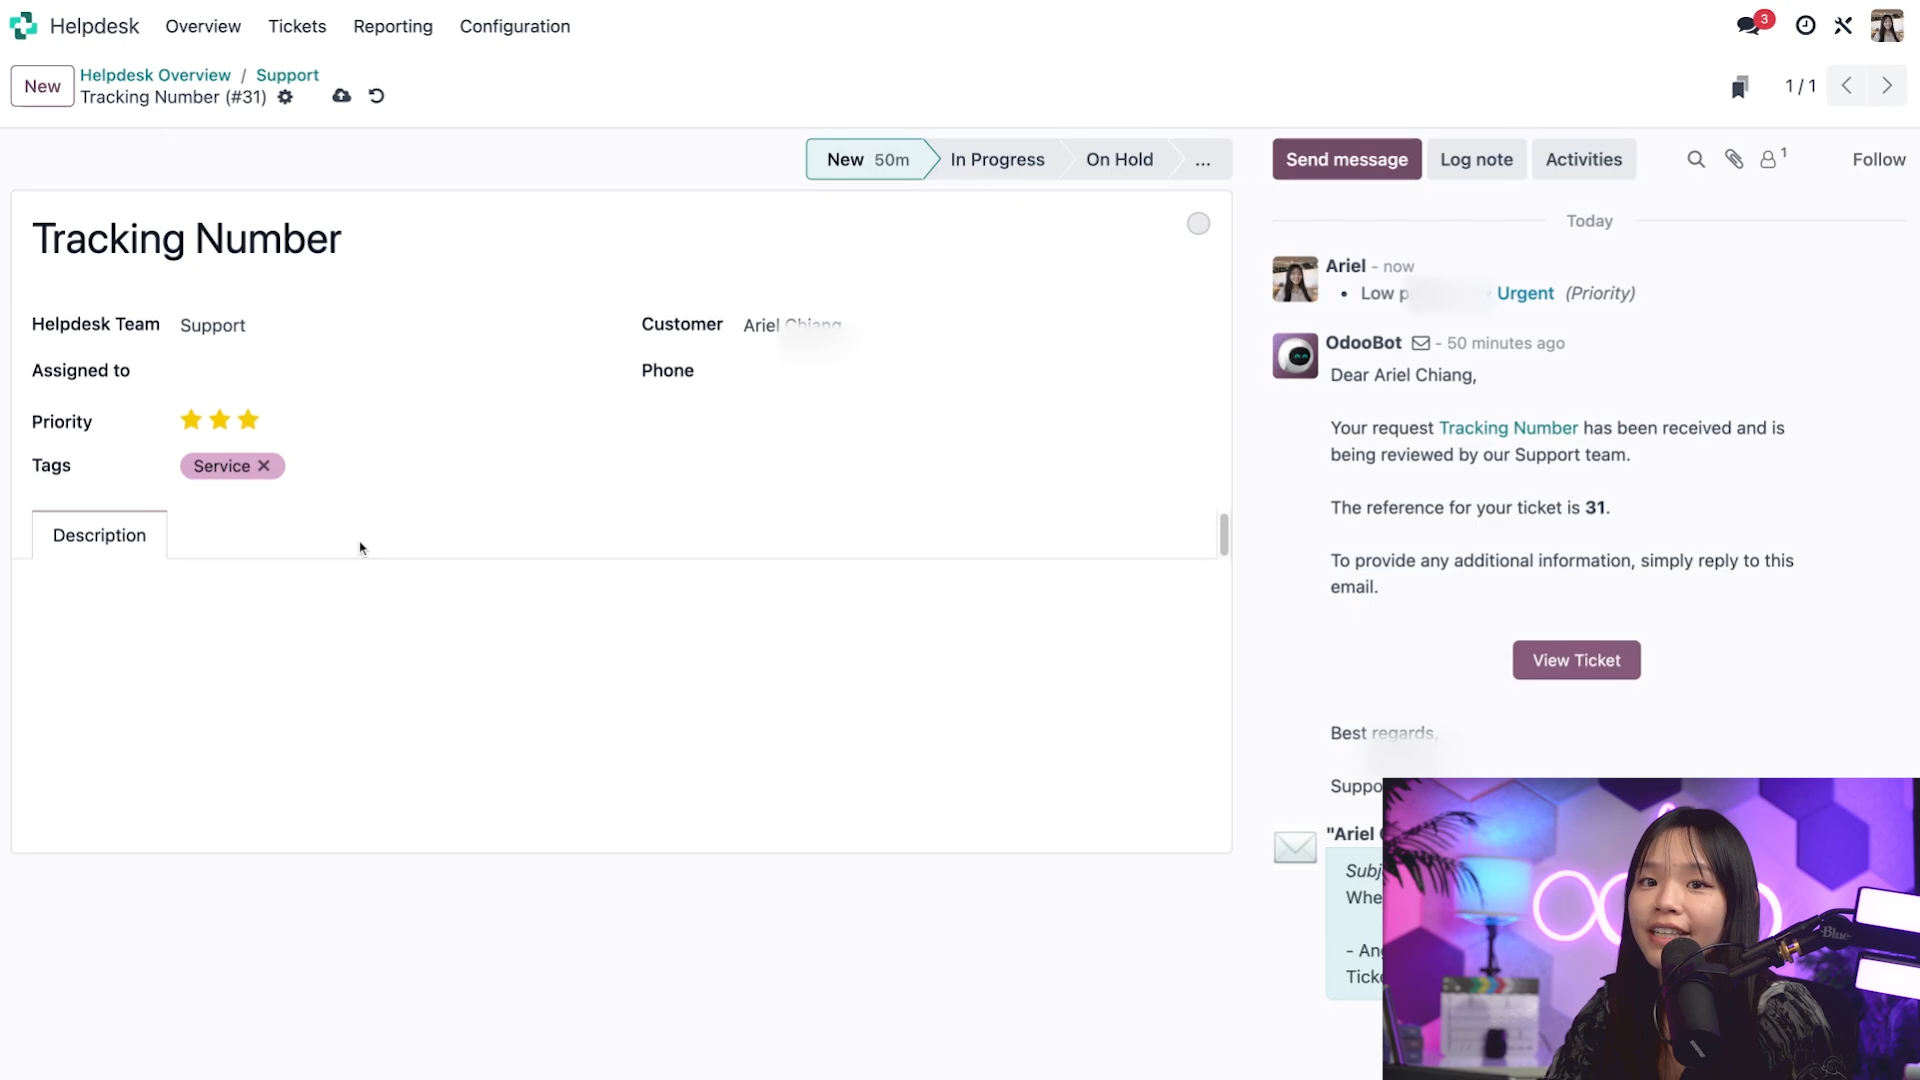 Helpdesk Overview Tickets Reporting Configuration 3
New Helpdesk Overview / Support
Tracking Number (#31) 1 / 1
New 50m In Progress On Hold ... Send message Log note Activities 1 Follow
Tracking Number
Today
Ariel - now
• Low Urgent (Priority)
Helpdesk Team Support Customer Ariel Chiang
Assigned to Phone
Priority
Tags Service ✕
Description
OdooBot - 50 minutes ago
Dear Ariel Chiang,
Your request Tracking Number has been received and is
being reviewed by our Support team.
The reference for your ticket is 31.
To provide any additional information, simply reply to this
email.
View Ticket
Best regards,
"Ariel
Blue